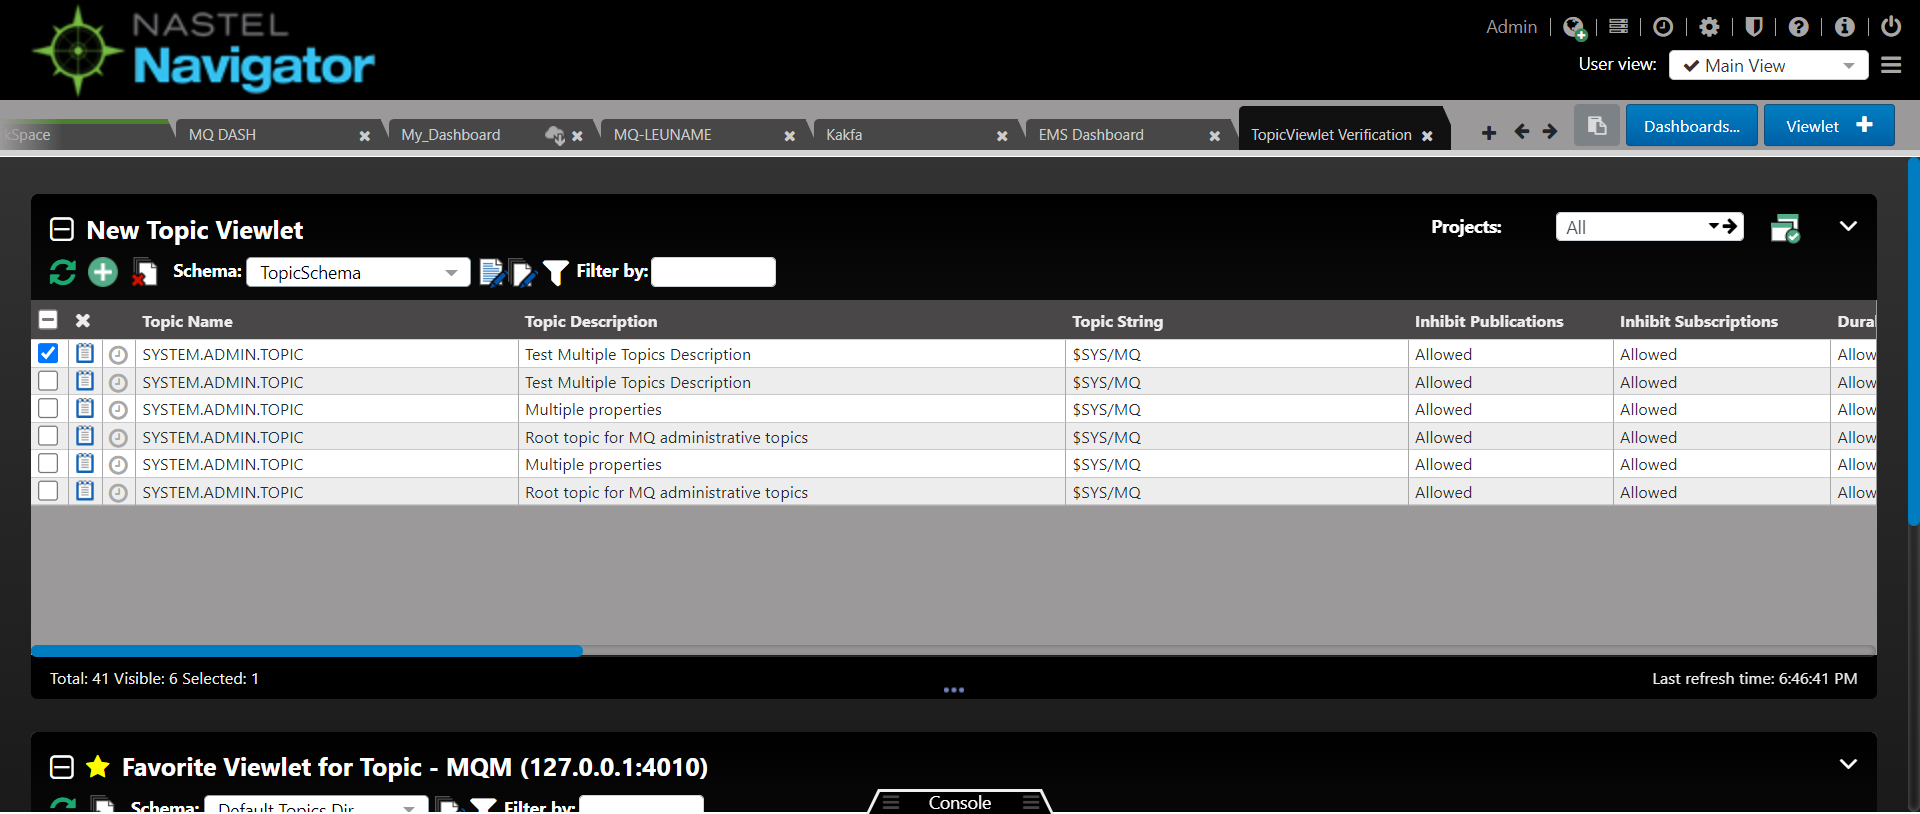 NASTEL
Navigator
Admin
User view: Main View
kSpace MQ DASH My_Dashboard MQ-LEUNAME Kakfa EMS Dashboard TopicViewlet Verification Dashboards... Viewlet
New Topic Viewlet Projects: All
Schema: TopicSchema Filter by:
Topic Name Topic Description Topic String Inhibit Publications Inhibit Subscriptions Dura
SYSTEM.ADMIN.TOPIC Test Multiple Topics Description $SYS/MQ Allowed Allowed Allow
SYSTEM.ADMIN.TOPIC Test Multiple Topics Description $SYS/MQ Allowed Allowed Allow
SYSTEM.ADMIN.TOPIC Multiple properties $SYS/MQ Allowed Allowed Allow
SYSTEM.ADMIN.TOPIC Root topic for MQ administrative topics $SYS/MQ Allowed Allowed Allow
SYSTEM.ADMIN.TOPIC Multiple properties $SYS/MQ Allowed Allowed Allow
SYSTEM.ADMIN.TOPIC Root topic for MQ administrative topics $SYS/MQ Allowed Allowed Allow
Total: 41 Visible: 6 Selected: 1 Last refresh time: 6:46:41 PM
Favorite Viewlet for Topic - MQM (127.0.0.1:4010)
Schema: Default Topics Dir Filter by:
Console